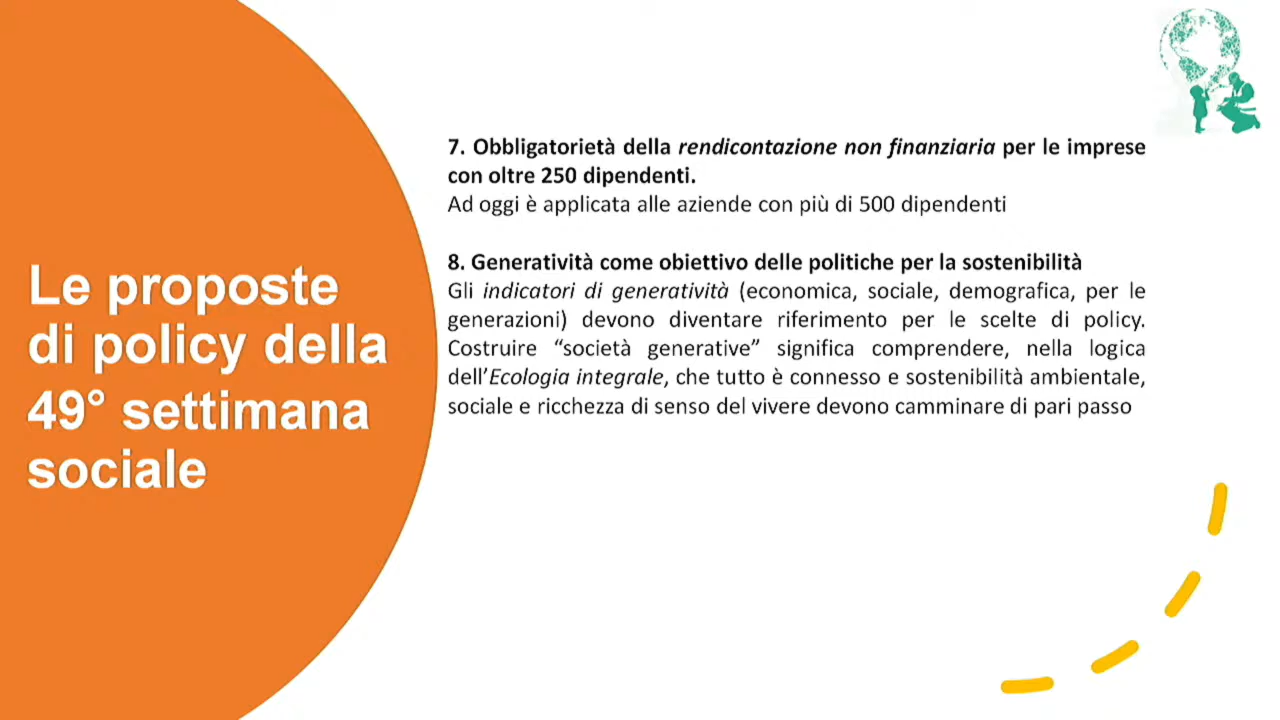 Le proposte
di policy della
49° settimana
sociale
7. Obbligatorietà della rendicontazione non finanziaria per le imprese
con oltre 250 dipendenti.
Ad oggi è applicata alle aziende con più di 500 dipendenti
8. Generatività come obiettivo delle politiche per la sostenibilità
Gli indicatori di generatività (economica, sociale, demografica, per le
generazioni) devono diventare riferimento per le scelte di policy.
Costruire “società generative” significa comprendere, nella logica
dell’Ecologia integrale, che tutto è connesso e sostenibilità ambientale,
sociale e ricchezza di senso del vivere devono camminare di pari passo